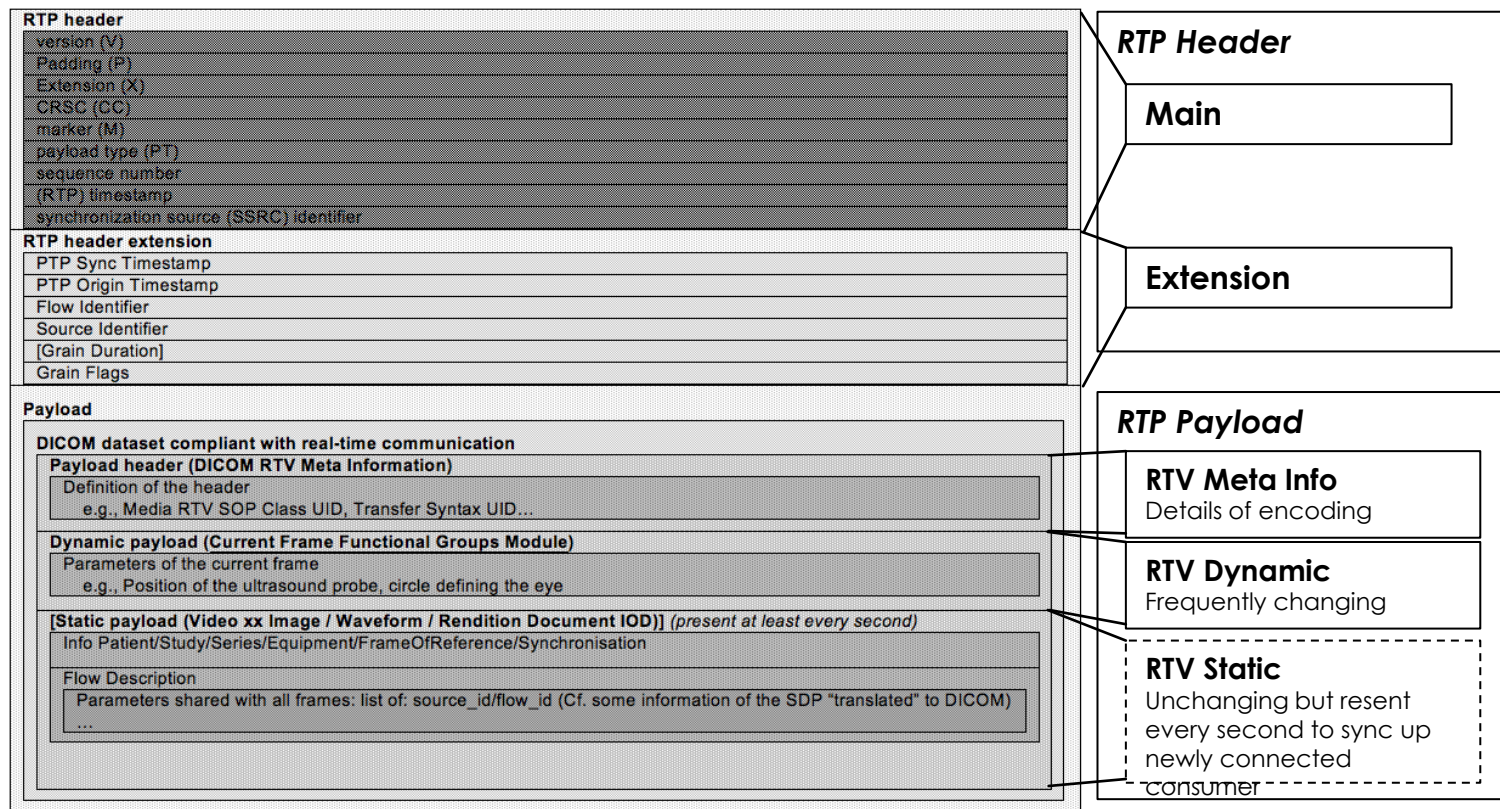 RTP header
version (V)
Padding (P)
Extension (X)
CRSC (CC)
marker (M)
payload type (PT)
sequence number
(RTP) timestamp
synchronization source (SSRC) identifier
RTP header extension
PTP Sync Timestamp
PTP Origin Timestamp
Flow Identifier
Source Identifier
[Grain Duration]
Grain Flags
Payload
DICOM dataset compliant with real-time communication
Payload header (DICOM RTV Meta Information)
Definition of the header
e.g., Media RTV SOP Class UID, Transfer Syntax UID…
Dynamic payload (Current Frame Functional Groups Module)
Parameters of the current frame
e.g., Position of the ultrasound probe, circle defining the eye
[Static payload (Video xx Image / Waveform / Rendition Document IOD)] (present at least every second)
Info Patient/Study/Series/Equipment/FrameOfReference/Synchronisation
Flow Description
Parameters shared with all frames: list of: source_id/flow_id (Cf. some information of the SDP "translated" to DICOM)
…
RTP Header
Main
Extension
RTP Payload
RTV Meta Info
Details of encoding
RTV Dynamic
Frequently changing
RTV Static
Unchanging but resent
every second to sync up
newly connected
consumer